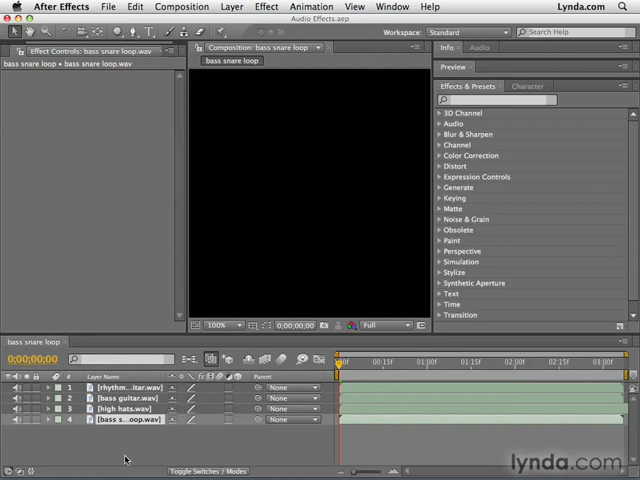 After Effects File Edit Composition Layer Effect Animation View Window Help Lynda.com
Audio Effects.aep
Workspace: Standard Search Help
Effect Controls: bass snare loop.wav
Composition: bass snare loop
Info Audio
bass snare loop • bass snare loop.wav
bass snare loop
Preview
Effects & Presets Character
3D Channel
Audio
Blur & Sharpen
Channel
Color Correction
Distort
Expression Controls
Generate
Keying
Matte
Noise & Grain
Obsolete
Paint
Perspective
Simulation
Stylize
Synthetic Aperture
Text
Time
Transition
100% 0;00;00;00 Full
bass snare loop
0;00;00;00
00:15f 01:00f 00:15f 02:00f 00:15f 03:00f
# Layer Name Parent
1 [rhythm...itar.wav] None
2 [bass guitar.wav] None
3 [high hats.wav] None
4 [bass s...oop.wav] None
Toggle Switches / Modes
lynda.com